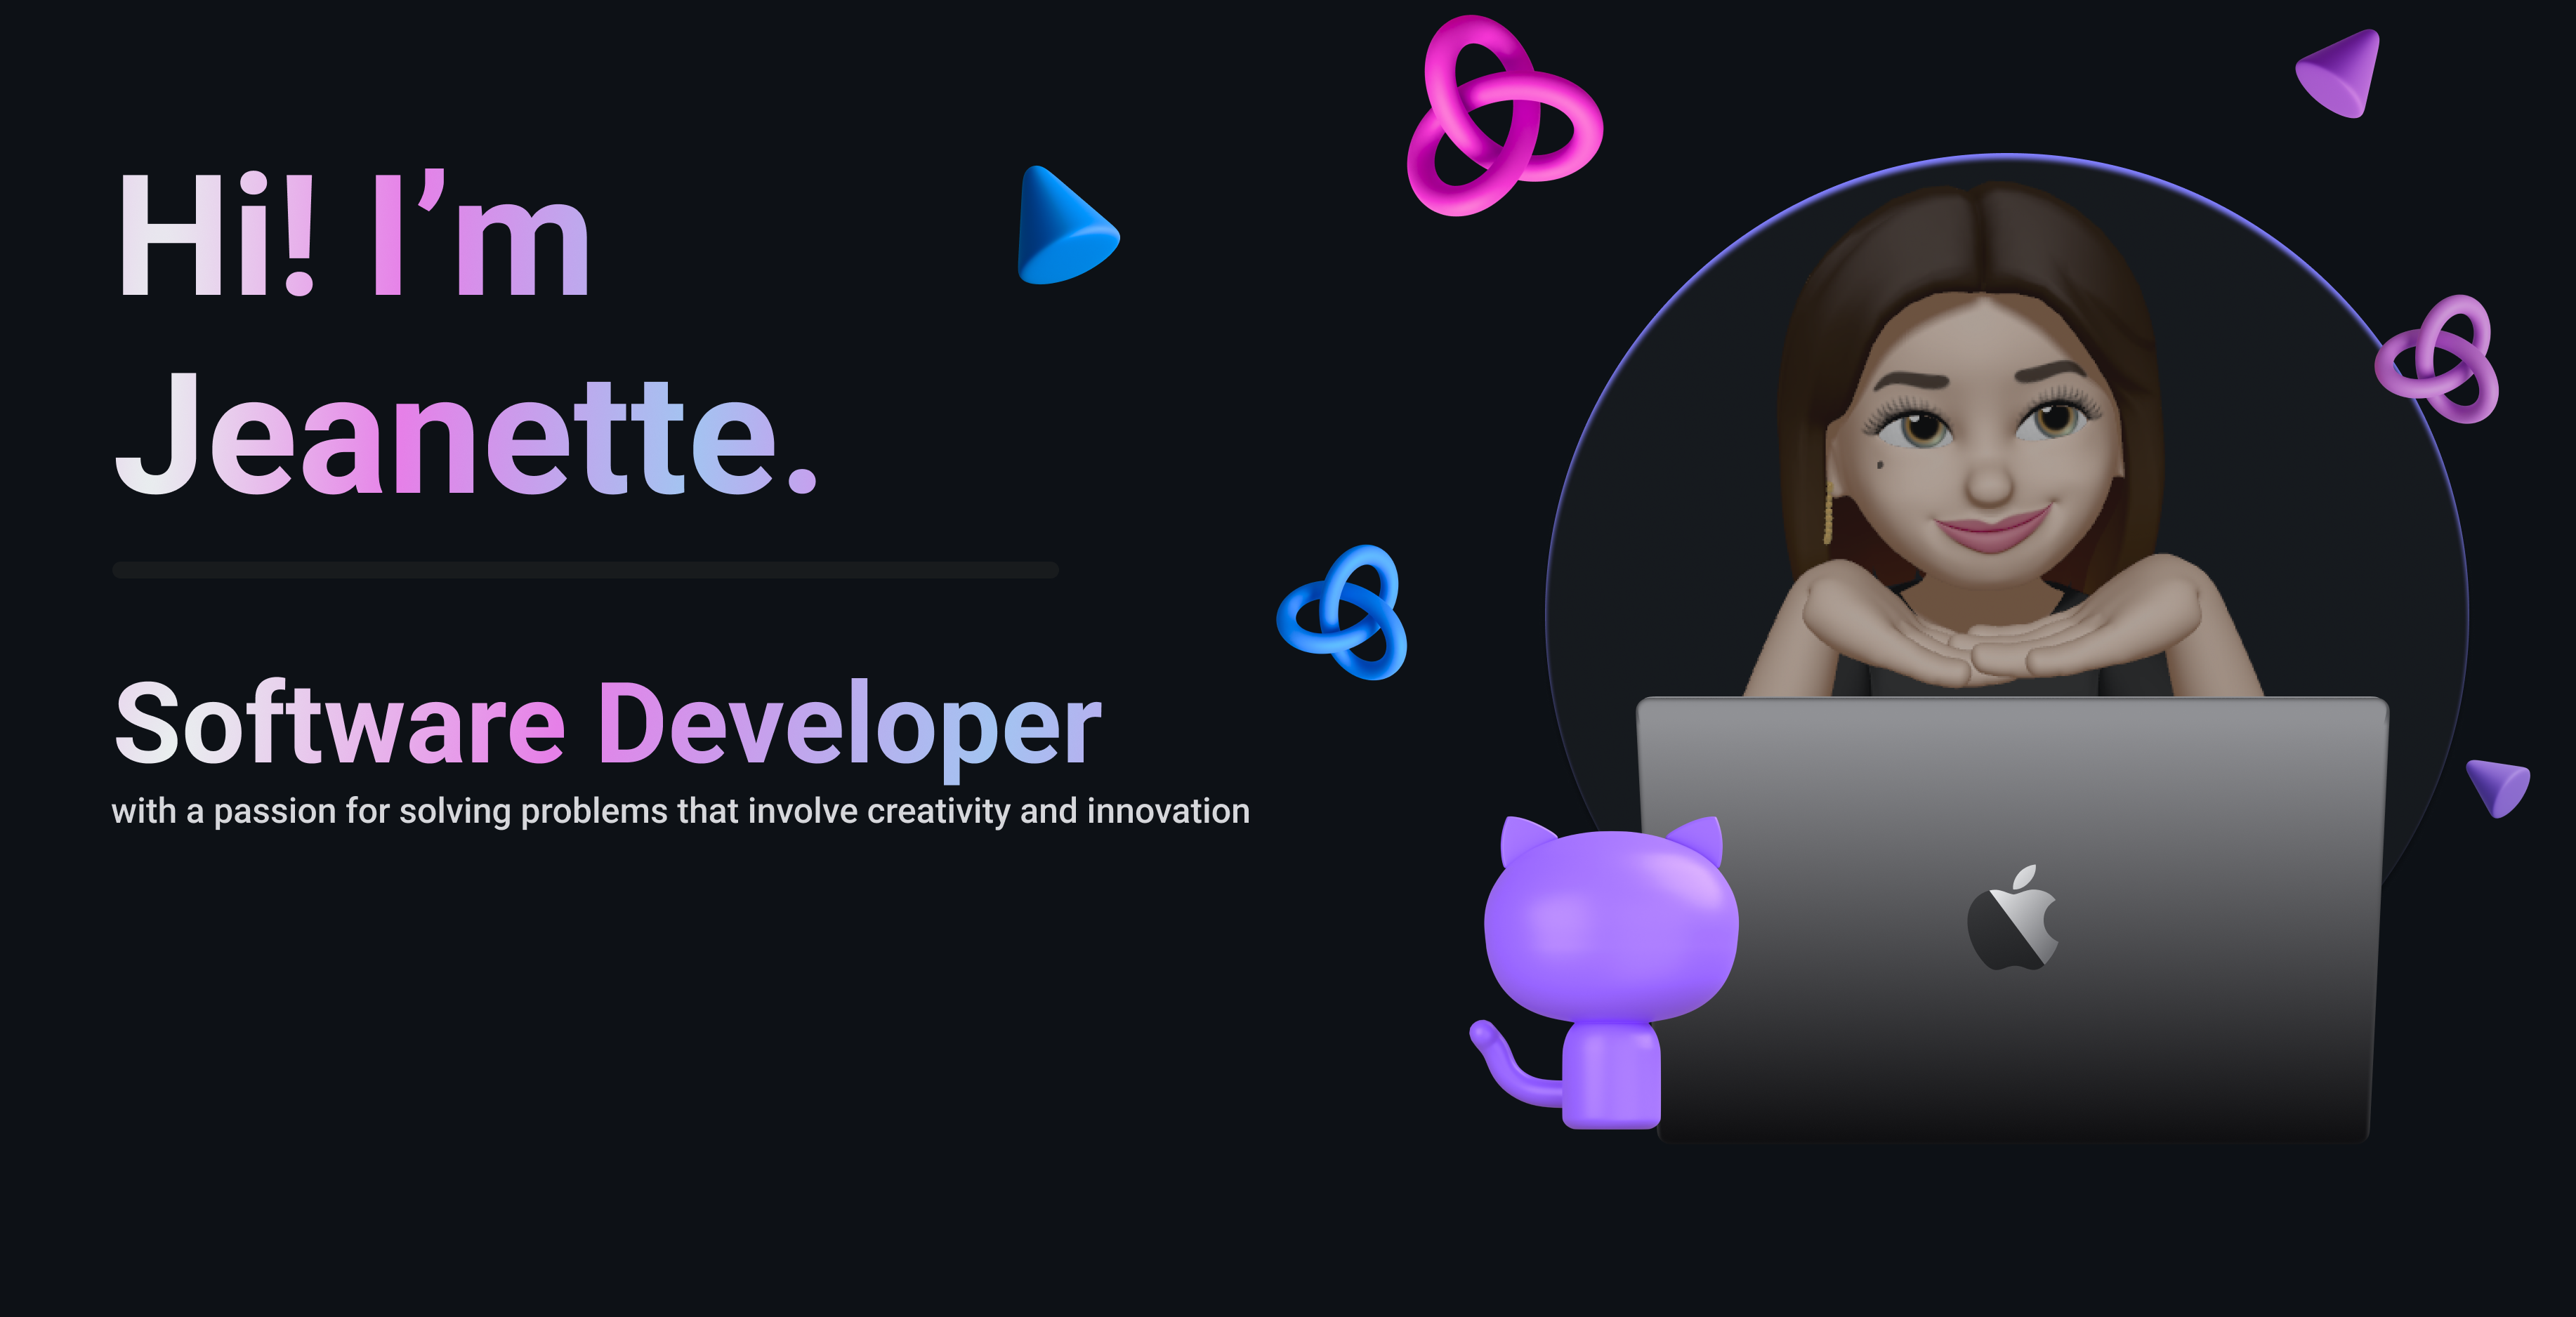 Hi! I’m
Jeanette.
Software Developer
with a passion for solving problems that involve creativity and innovation